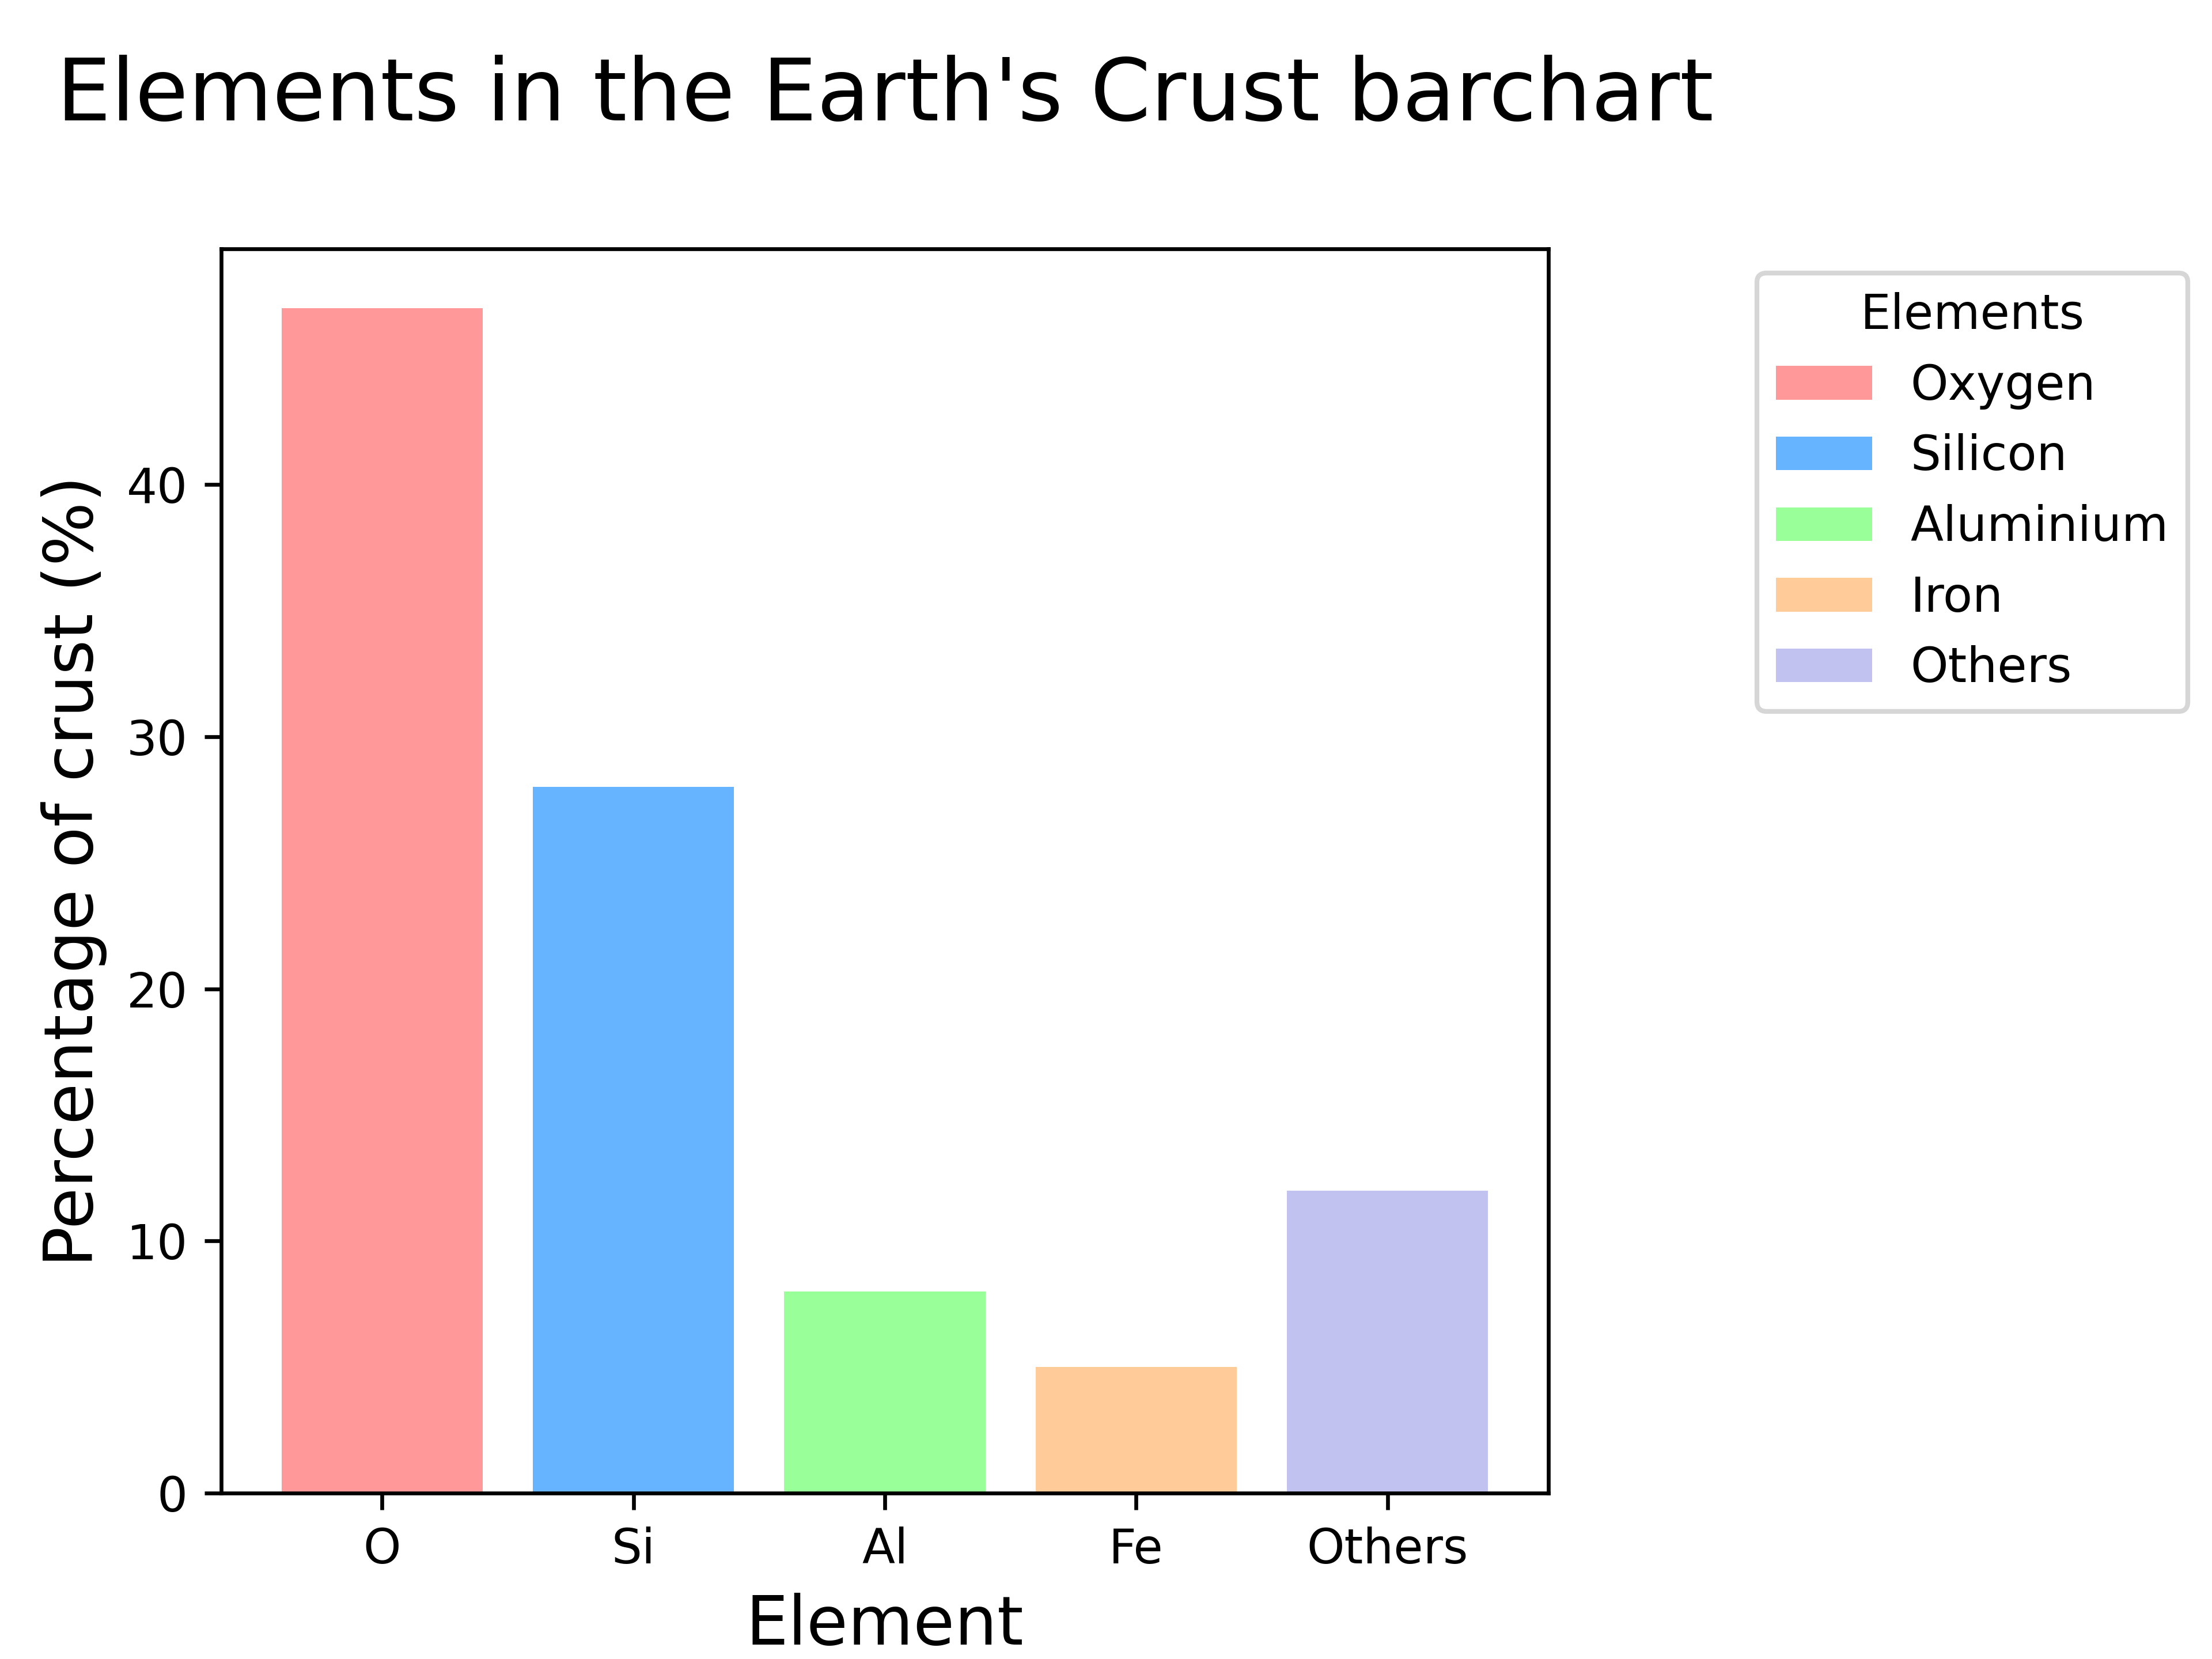 Elements in the Earth's Crust barchart
Percentage of crust (%)
40
30
20
10
0
O Si Al Fe Others
Element
Elements
Oxygen
Silicon
Aluminium
Iron
Others